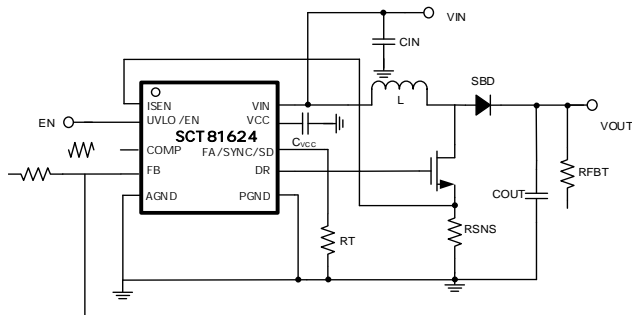 VIN
CIN
SBD
ISEN
VIN
L
EN
UVLO/EN
VCC
VOUT
SCT81624
CVCC
COMP
FA/SYNC/SD
FB
DR
RFBT
AGND
PGND
COUT
RSNS
RT